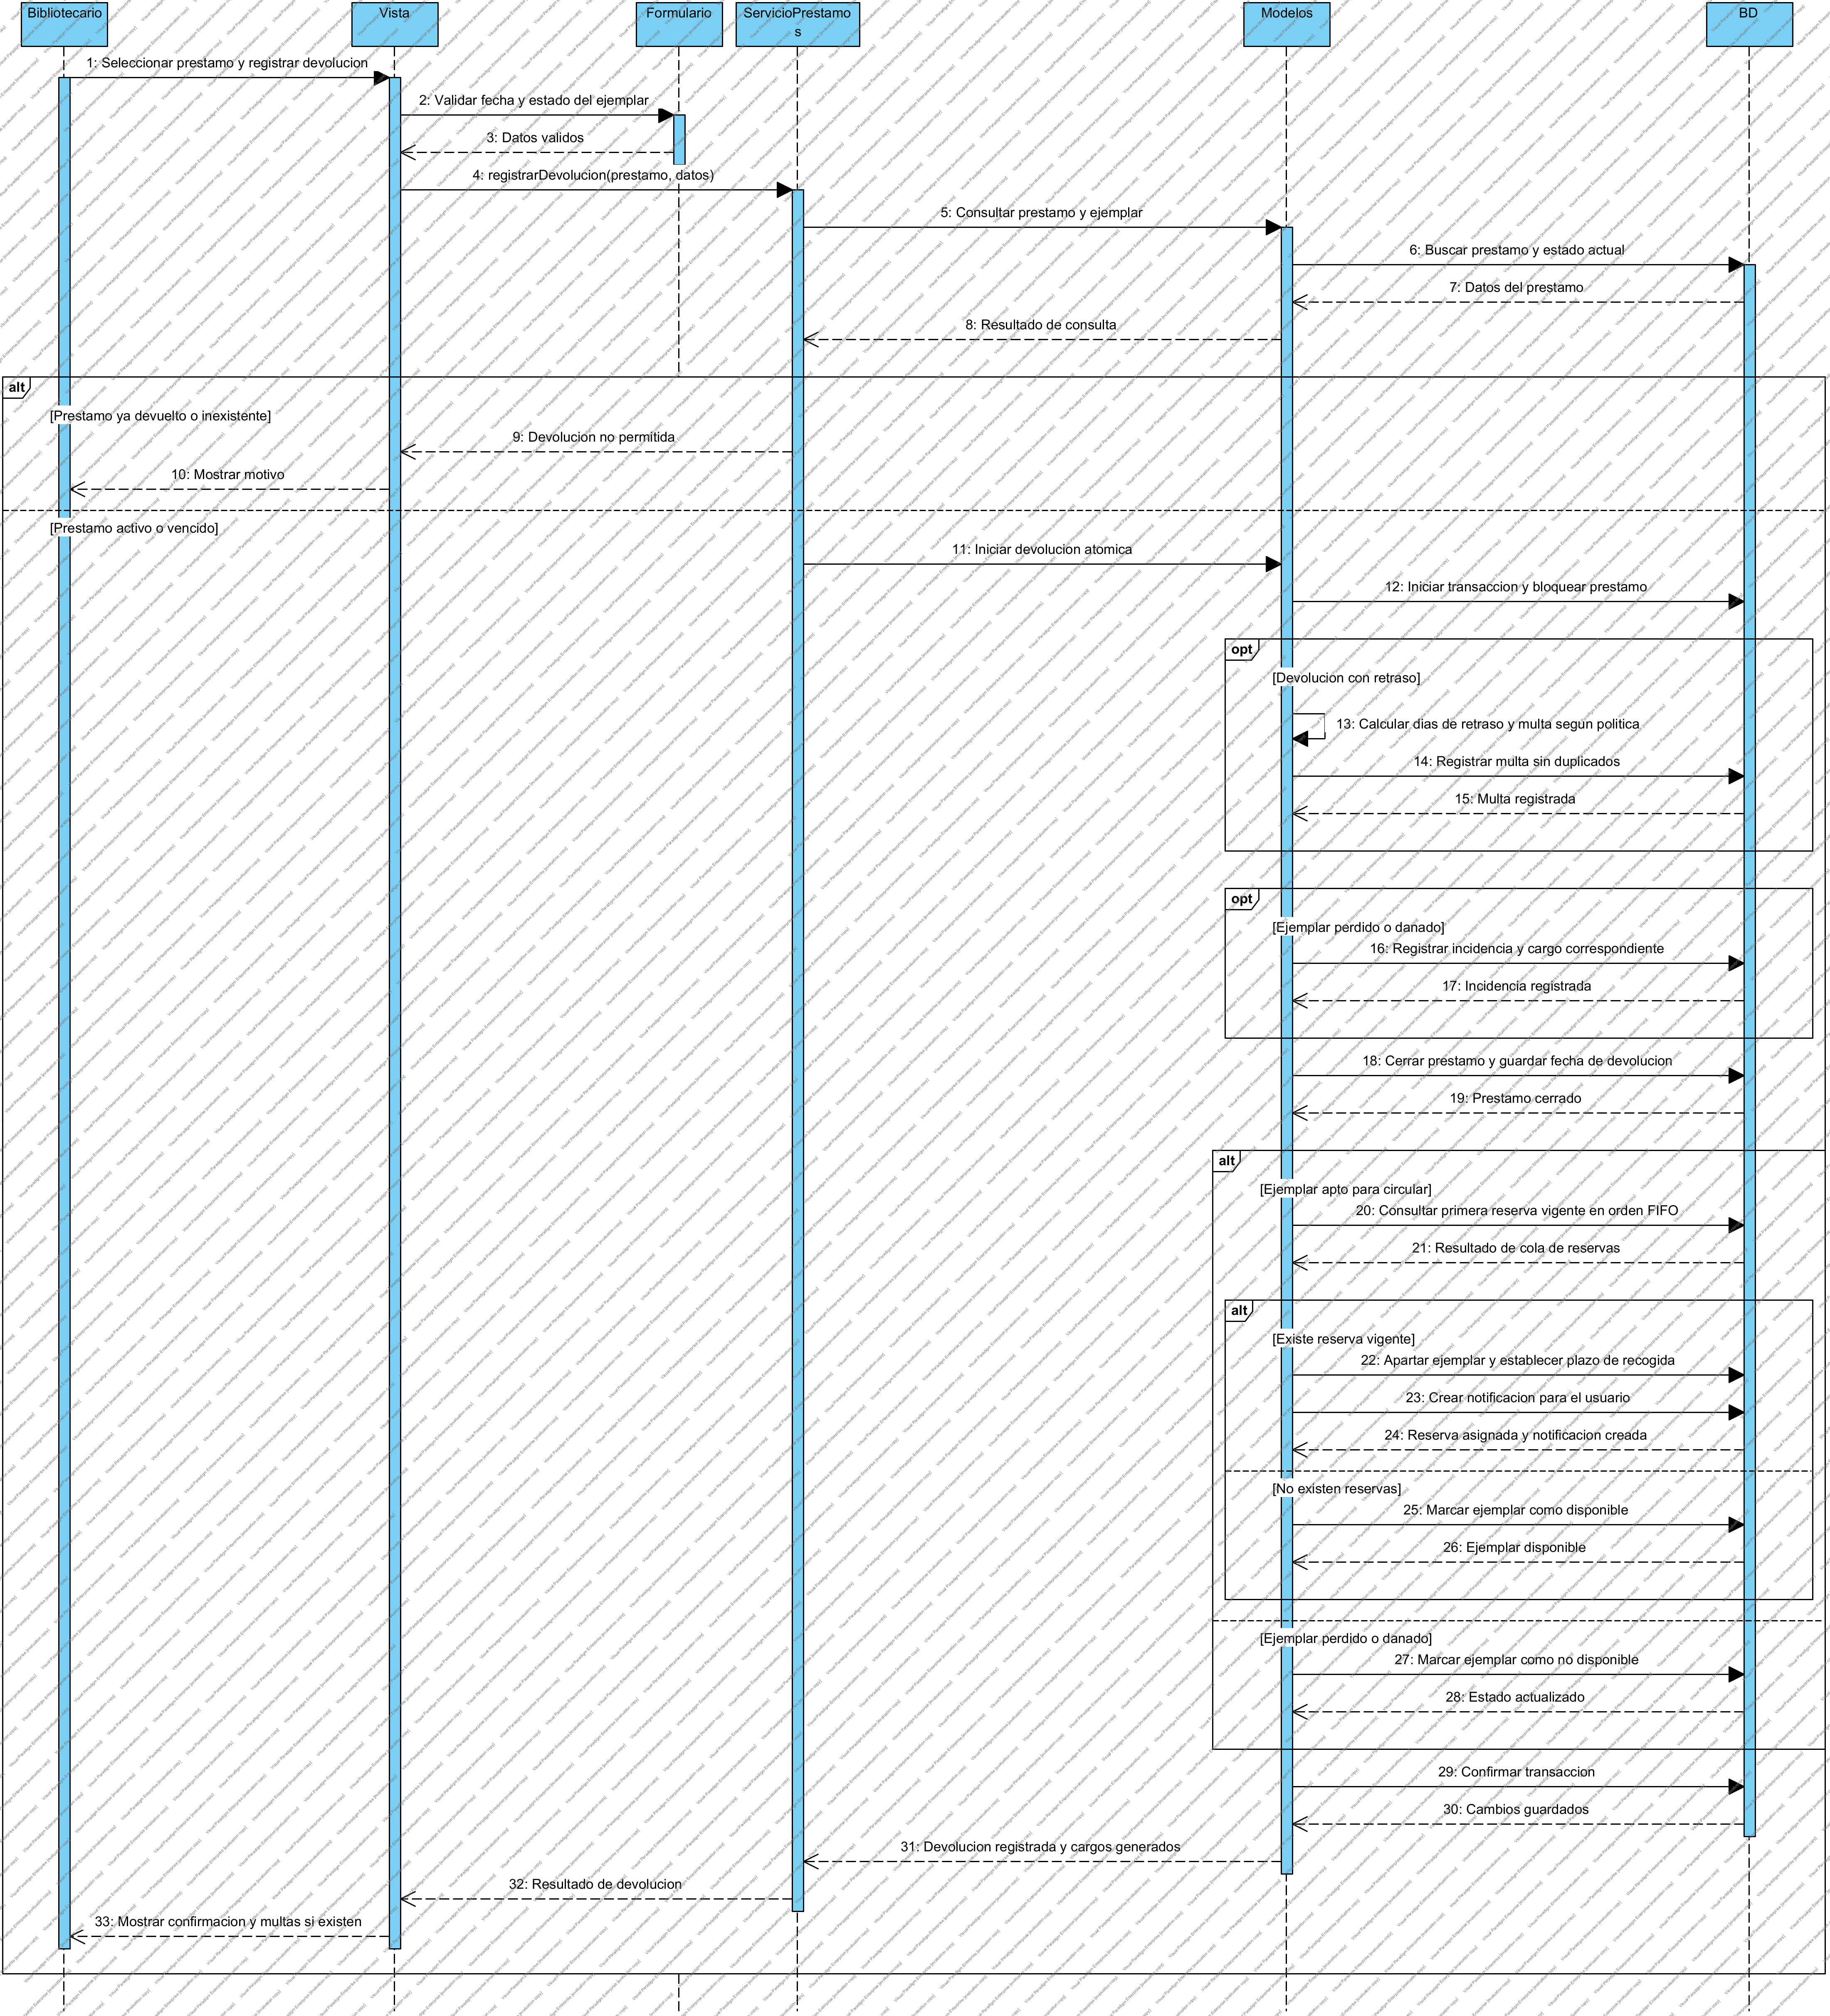 Bibliotecario
Vista
Formulario
ServicioPrestamo
s
Modelos
BD
1: Seleccionar prestamo y registrar devolucion
2: Validar fecha y estado del ejemplar
3: Datos validos
4: registrarDevolucion(prestamo, datos)
5: Consultar prestamo y ejemplar
6: Buscar prestamo y estado actual
7: Datos del prestamo
8: Resultado de consulta
alt
[Prestamo ya devuelto o inexistente]
9: Devolucion no permitida
10: Mostrar motivo
[Prestamo activo o vencido]
11: Iniciar devolucion atomica
12: Iniciar transaccion y bloquear prestamo
opt
[Devolucion con retraso]
13: Calcular dias de retraso y multa segun politica
14: Registrar multa sin duplicados
15: Multa registrada
opt
[Ejemplar perdido o danado]
16: Registrar incidencia y cargo correspondiente
17: Incidencia registrada
18: Cerrar prestamo y guardar fecha de devolucion
19: Prestamo cerrado
alt
[Ejemplar apto para circular]
20: Consultar primera reserva vigente en orden FIFO
21: Resultado de cola de reservas
alt
[Existe reserva vigente]
22: Apartar ejemplar y establecer plazo de recogida
23: Crear notificacion para el usuario
24: Reserva asignada y notificacion creada
[No existen reservas]
25: Marcar ejemplar como disponible
26: Ejemplar disponible
[Ejemplar perdido o danado]
27: Marcar ejemplar como no disponible
28: Estado actualizado
29: Confirmar transaccion
30: Cambios guardados
31: Devolucion registrada y cargos generados
32: Resultado de devolucion
33: Mostrar confirmacion y multas si existen